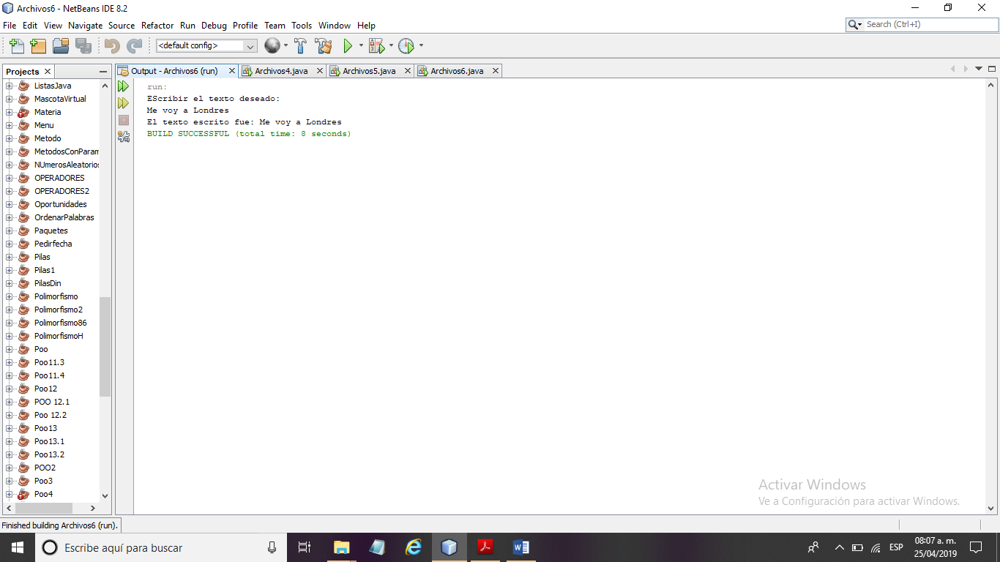 Archivos6 - NetBeans IDE 8.2
File Edit View Navigate Source Refactor Run Debug Profile Team Tools Window Help
Search (Ctrl+I)
<default config>
Projects
Output - Archivos6 (run)
Archivos4.java
Archivos5.java
Archivos6.java
ListasJava
MascotaVirtual
Materia
Menu
Metodo
MetodosConParam
NUmerosAleatorios
OPERADORES
OPERADORES2
Oportunidades
OrdenarPalabras
Paquetes
Pedirfecha
Pilas
Pilas1
PilasDin
Polimorfismo
Polimorfismo2
Polimorfismo86
PolimorfismoH
Poo
Poo11.3
Poo11.4
Poo12
POO 12.1
Poo 12.2
Poo13
Poo13.1
Poo13.2
POO2
Poo3
Poo4
run:
EScribir el texto deseado:
Me voy a Londres
El texto escrito fue: Me voy a Londres
BUILD SUCCESSFUL (total time: 8 seconds)
Activar Windows
Ve a Configuración para activar Windows.
Finished building Archivos6 (run).
Escribe aquí para buscar
ESP
08:07 a. m.
25/04/2019